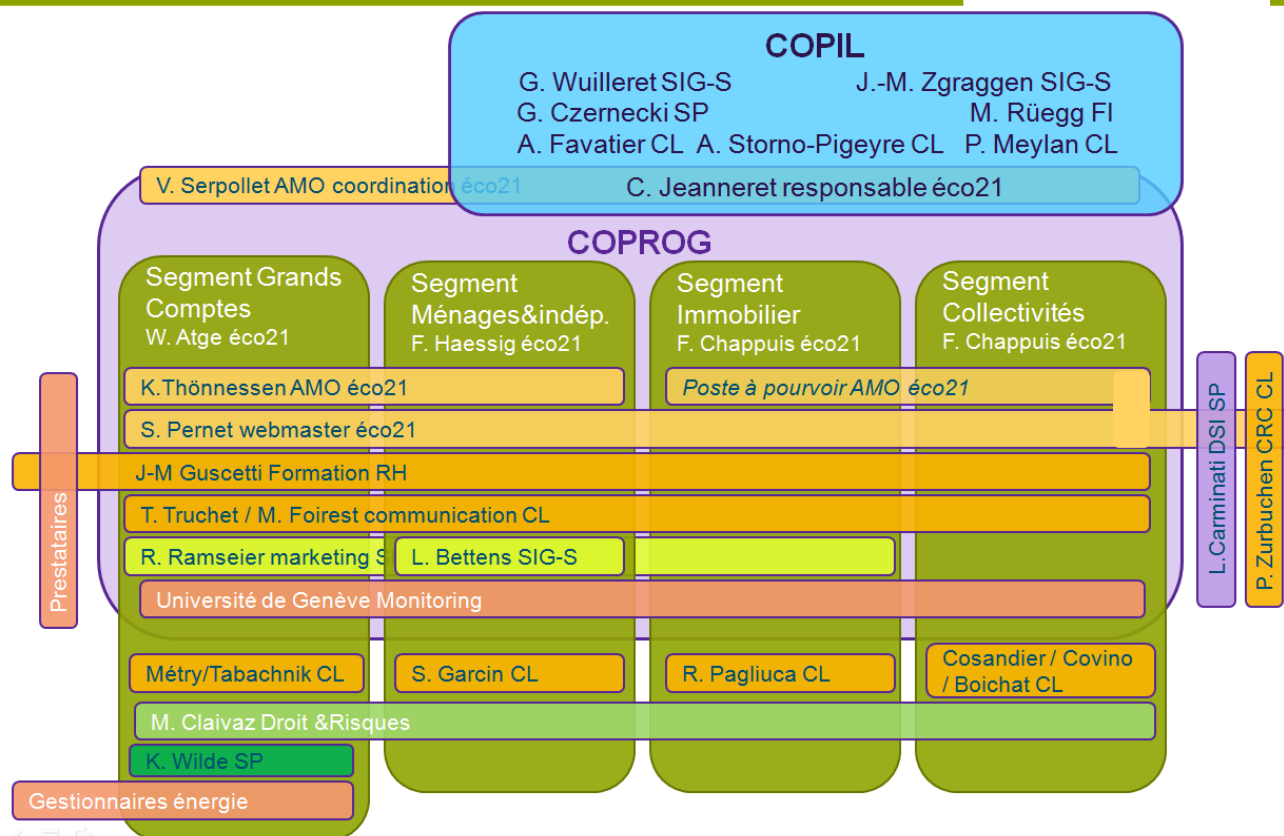 COPIL
G. Wuilleret SIG-S J.-M. Zgraggen SIG-S
G. Czernecki SP M. Rüegg FI
A. Favatier CL A. Storno-Pigeyre CL P. Meylan CL
V. Serpollet AMO coordination éco21 C. Jeanneret responsable éco21
COPROG
Segment Grands
Comptes
W. Atge éco21
Segment
Ménages&indép.
F. Haessig éco21
Segment
Immobilier
F. Chappuis éco21
Segment
Collectivités
F. Chappuis éco21
K.Thönnessen AMO éco21
Poste à pourvoir AMO éco21
S. Pernet webmaster éco21
J-M Guscetti Formation RH
T. Truchet / M. Foirest communication CL
R. Ramseier marketing S
L. Bettens SIG-S
Université de Genève Monitoring
Prestataires
L.Carminati DSI SP
P. Zurbuchen CRC CL
Métry/Tabachnik CL
S. Garcin CL
R. Pagliuca CL
Cosandier / Covino
/ Boichat CL
M. Claivaz Droit &Risques
K. Wilde SP
Gestionnaires énergie